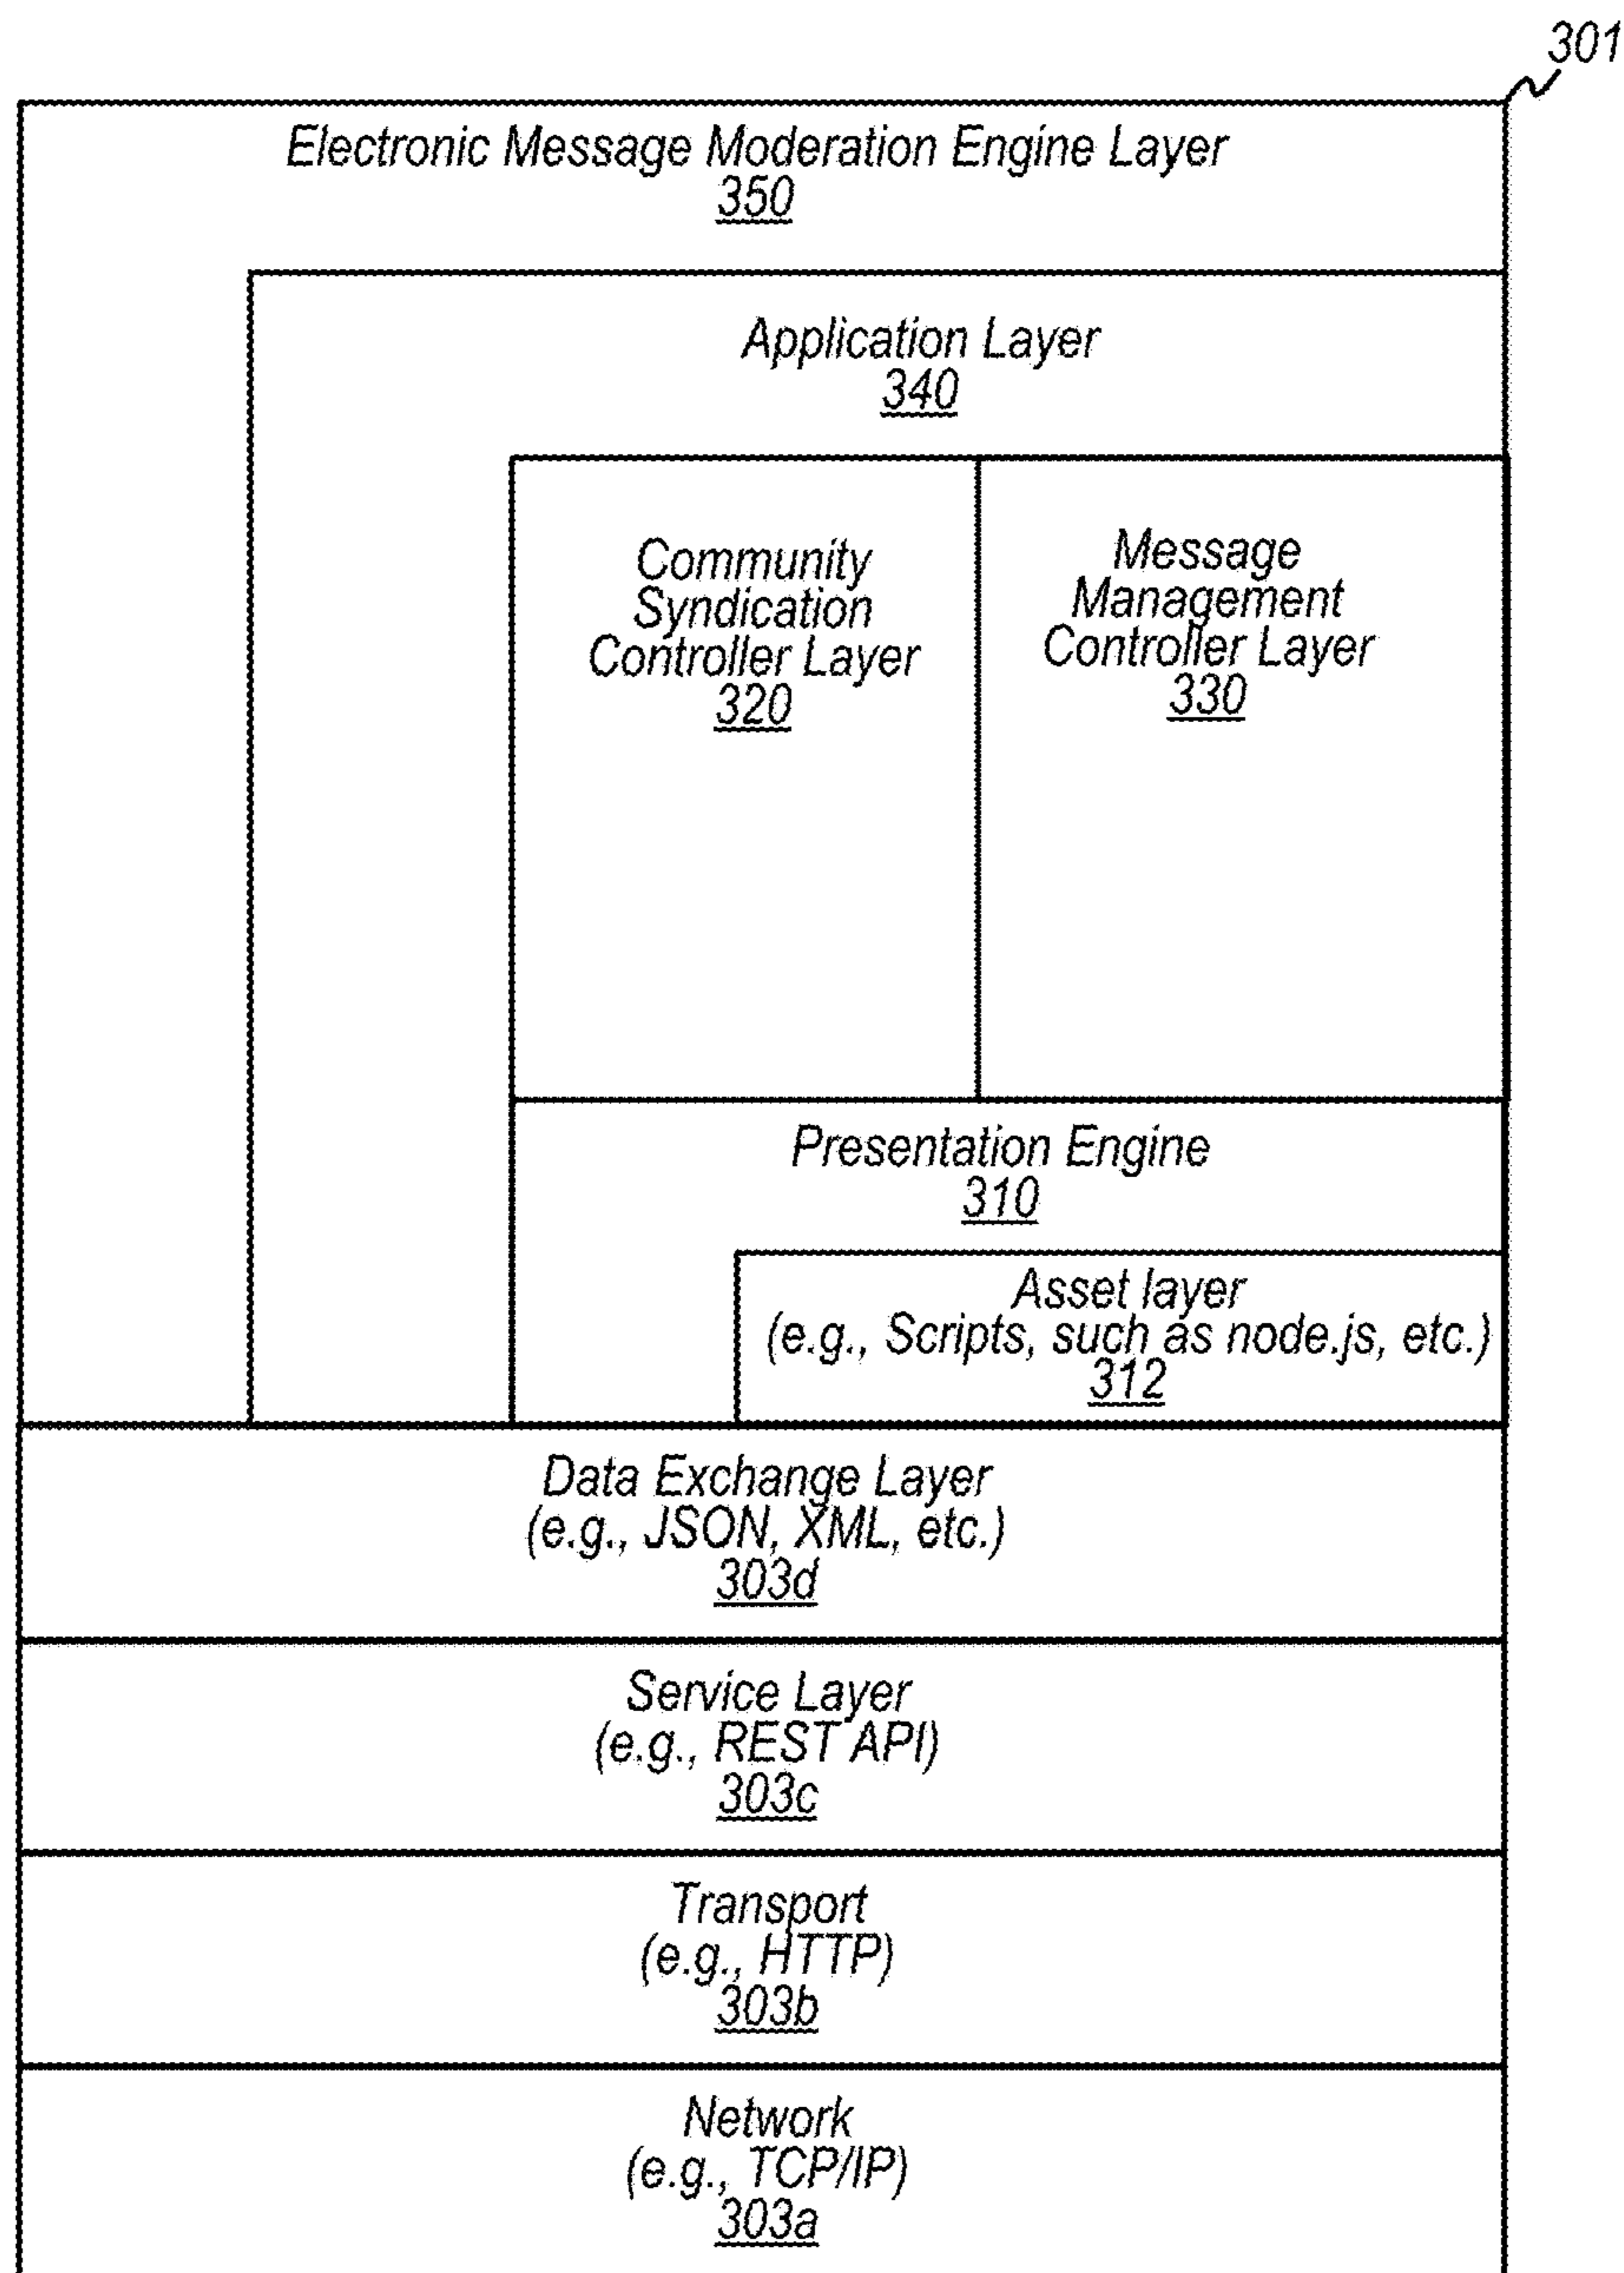 301
Electronic Message Moderation Engine Layer
350
Application Layer
340
Community
Syndication
Controller Layer
320
Message
Management
Controller Layer
330
Presentation Engine
310
Asset layer
(e.g., Scripts, such as node.js, etc.)
312
Data Exchange Layer
(e.g., JSON, XML, etc.)
303d
Service Layer
(e.g., REST API)
303c
Transport
(e.g., HTTP)
303b
Network
(e.g., TCP/IP)
303a